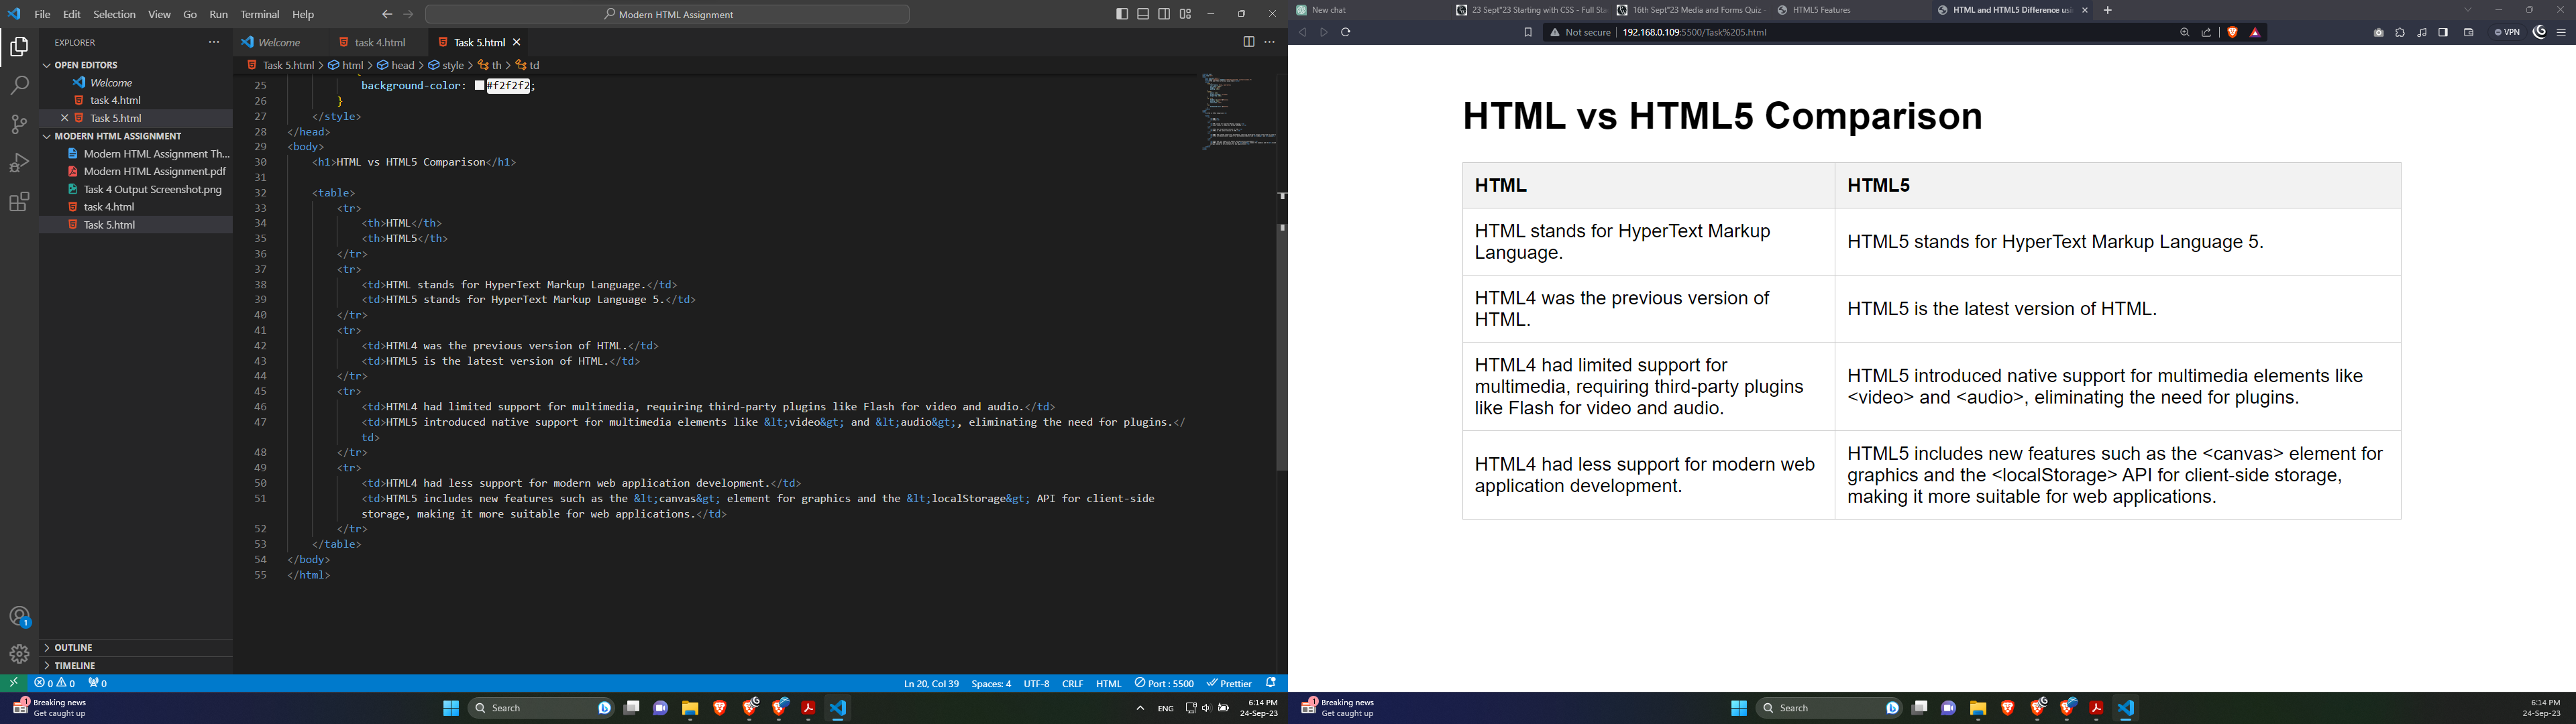 File Edit Selection View Go Run Terminal Help
Modern HTML Assignment
EXPLORER
OPEN EDITORS
Welcome
task 4.html
Task 5.html
MODERN HTML ASSIGNMENT
Modern HTML Assignment Th...
Modern HTML Assignment.pdf
Task 4 Output Screenshot.png
task 4.html
Task 5.html
OUTLINE
TIMELINE
1
Welcome task 4.html Task 5.html
Task 5.html > html > head > style > th > td
25 background-color: #f2f2f2;
26 }
27 </style>
28 </head>
29 <body>
30 <h1>HTML vs HTML5 Comparison</h1>
31
32 <table>
33 <tr>
34 <th>HTML</th>
35 <th>HTML5</th>
36 </tr>
37 <tr>
38 <td>HTML stands for HyperText Markup Language.</td>
39 <td>HTML5 stands for HyperText Markup Language 5.</td>
40 </tr>
41 <tr>
42 <td>HTML4 was the previous version of HTML.</td>
43 <td>HTML5 is the latest version of HTML.</td>
44 </tr>
45 <tr>
46 <td>HTML4 had limited support for multimedia, requiring third-party plugins like Flash for video and audio.</td>
47 <td>HTML5 introduced native support for multimedia elements like &lt;video&gt; and &lt;audio&gt;, eliminating the need for plugins.</
td>
48 </tr>
49 <tr>
50 <td>HTML4 had less support for modern web application development.</td>
51 <td>HTML5 includes new features such as the &lt;canvas&gt; element for graphics and the &lt;localStorage&gt; API for client-side
storage, making it more suitable for web applications.</td>
52 </tr>
53 </table>
54 </body>
55 </html>
0 0 0
Ln 20, Col 39 Spaces: 4 UTF-8 CRLF HTML Port : 5500 Prettier
Breaking news
Get caught up
Search
ENG
6:14 PM
24-Sep-23
New chat
23 Sept'23 Starting with CSS - Full Sta
16th Sept'23 Media and Forms Quiz -
HTML5 Features
HTML and HTML5 Difference usi
Not secure 192.168.0.109:5500/Task%205.html
VPN
HTML vs HTML5 Comparison
HTML HTML5
HTML stands for HyperText Markup
Language.
HTML5 stands for HyperText Markup Language 5.
HTML4 was the previous version of
HTML.
HTML5 is the latest version of HTML.
HTML4 had limited support for
multimedia, requiring third-party plugins
like Flash for video and audio.
HTML5 introduced native support for multimedia elements like
<video> and <audio>, eliminating the need for plugins.
HTML4 had less support for modern web
application development.
HTML5 includes new features such as the <canvas> element for
graphics and the <localStorage> API for client-side storage,
making it more suitable for web applications.
Breaking news
Get caught up
Search
6:14 PM
24-Sep-23